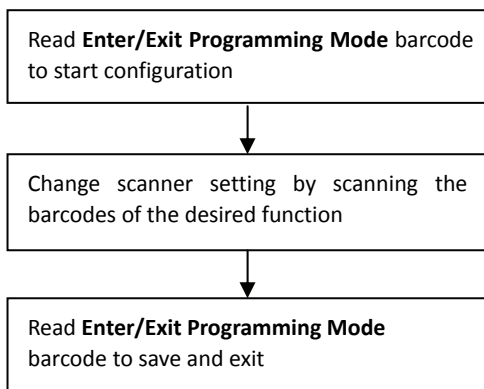 Read Enter/Exit Programming Mode barcode
to start configuration
Change scanner setting by scanning the
barcodes of the desired function
Read Enter/Exit Programming Mode
barcode to save and exit